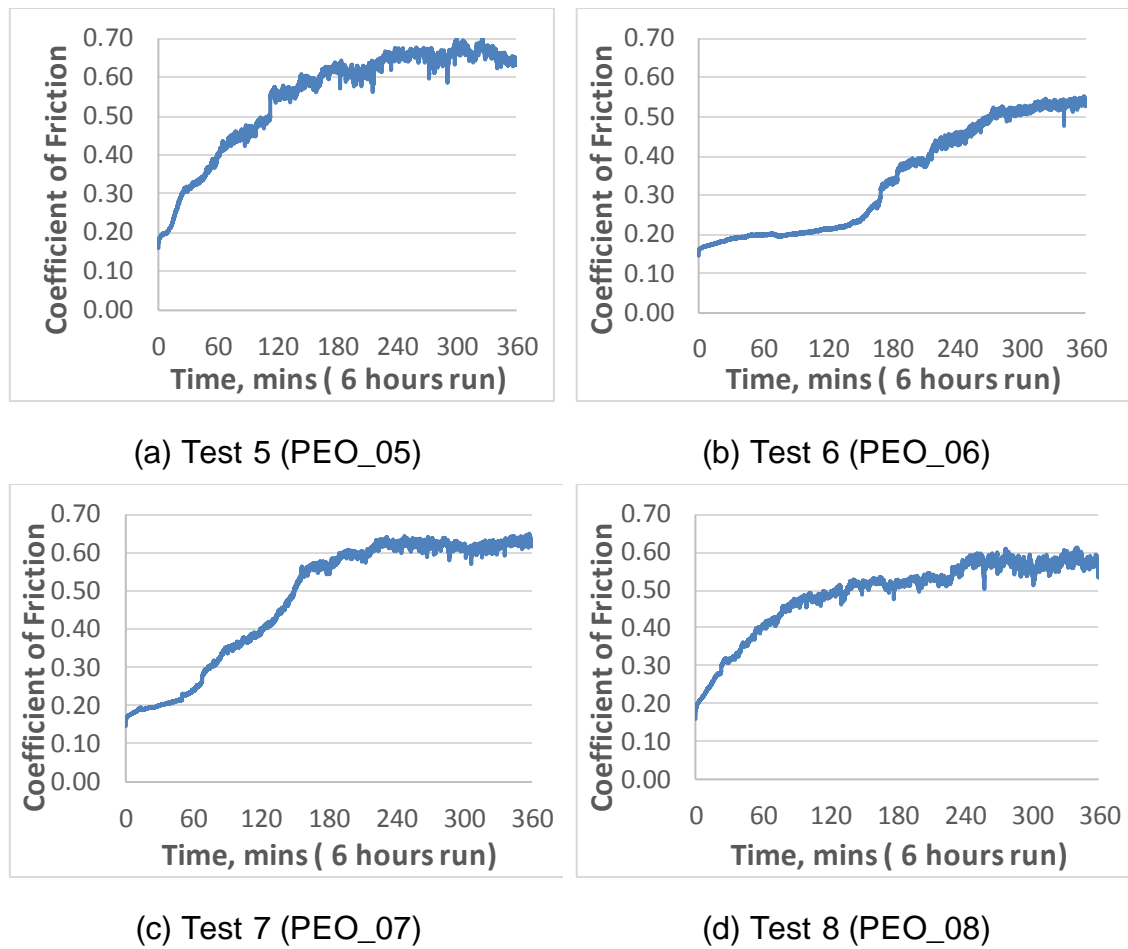 Coefficient of Friction
0.70
0.60
0.50
0.40
0.30
0.20
0.10
0.00
0 60 120 180 240 300 360
Time, mins ( 6 hours run)
(a) Test 5 (PEO_05)
Coefficient of Friction
0.70
0.60
0.50
0.40
0.30
0.20
0.10
0.00
0 60 120 180 240 300 360
Time, mins ( 6 hours run)
(b) Test 6 (PEO_06)
Coefficient of Friction
0.70
0.60
0.50
0.40
0.30
0.20
0.10
0.00
0 60 120 180 240 300 360
Time, mins ( 6 hours run)
(c) Test 7 (PEO_07)
Coefficient of Friction
0.70
0.60
0.50
0.40
0.30
0.20
0.10
0.00
0 60 120 180 240 300 360
Time, mins ( 6 hours run)
(d) Test 8 (PEO_08)